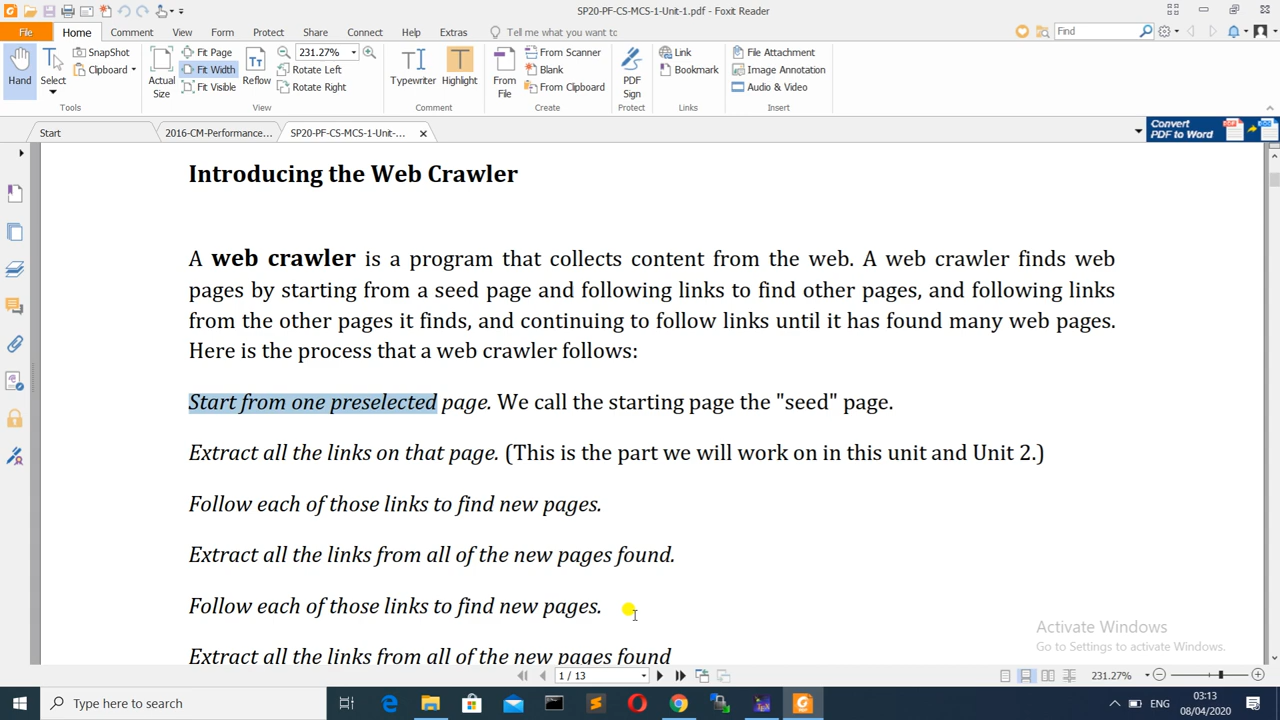 SP20-PF-CS-MCS-1-Unit-1.pdf - Foxit Reader
File Home Comment View Form Protect Share Connect Help Extras Tell me what you want tc Find
Hand
Select
SnapShot
Clipboard
Tools
Actual Size
Fit Page
Fit Width
Fit Visible
Reflow
231.27%
Rotate Left
Rotate Right
View
Typewriter
Highlight
Comment
From File
From Scanner
Blank
From Clipboard
Create
PDF Sign
Protect
Link
Bookmark
Links
File Attachment
Image Annotation
Audio & Video
Insert
Start 2016-CM-Performance... SP20-PF-CS-MCS-1-Unit-...
Convert
PDF to Word
Introducing the Web Crawler
A web crawler is a program that collects content from the web. A web crawler finds web
pages by starting from a seed page and following links to find other pages, and following links
from the other pages it finds, and continuing to follow links until it has found many web pages.
Here is the process that a web crawler follows:
Start from one preselected page. We call the starting page the "seed" page.
Extract all the links on that page. (This is the part we will work on in this unit and Unit 2.)
Follow each of those links to find new pages.
Extract all the links from all of the new pages found.
Follow each of those links to find new pages.
Extract all the links from all of the new pages found
Activate Windows
Go to Settings to activate Windows.
1 / 13 231.27%
Type here to search
ENG
03:13
08/04/2020